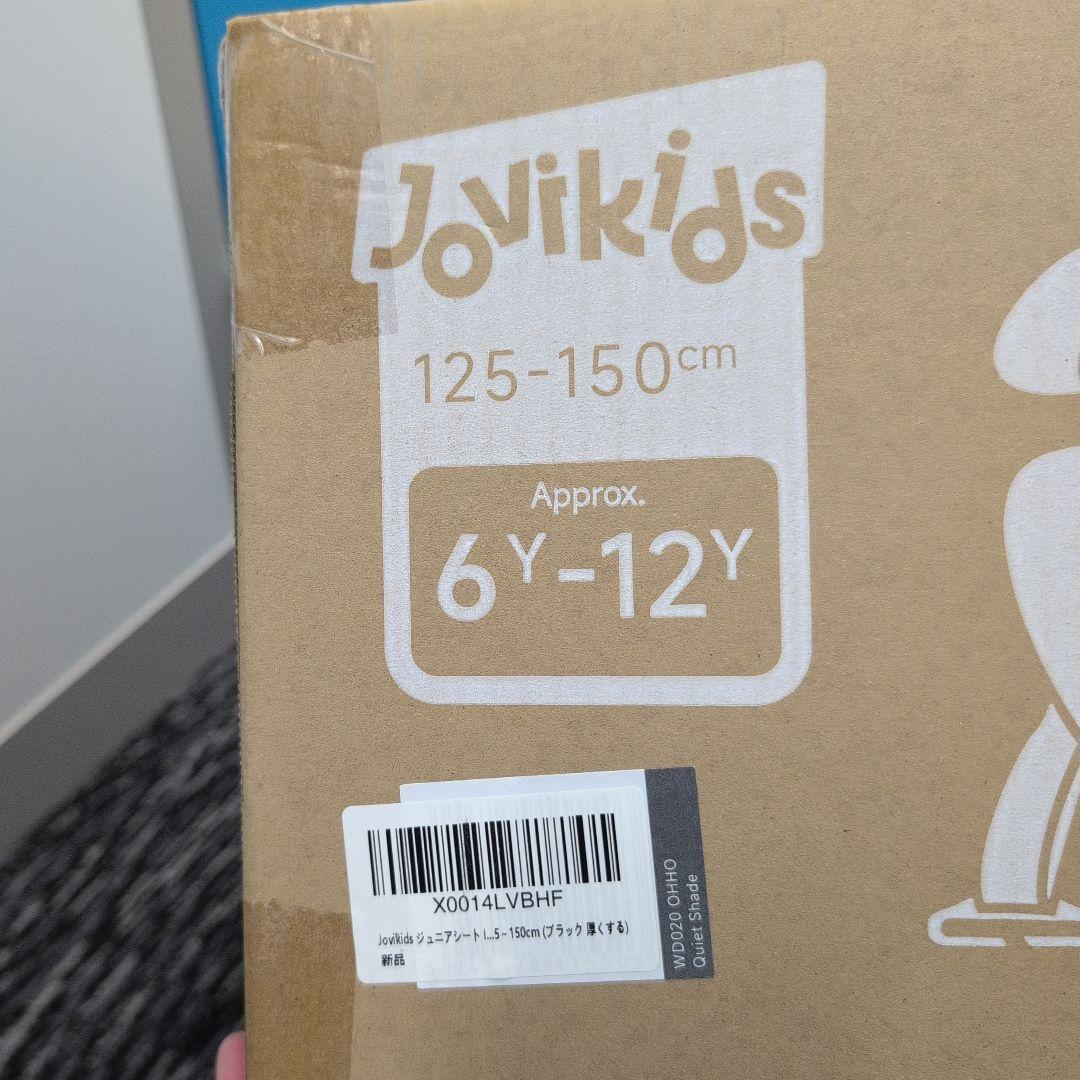 Jovikids
125-150cm
Approx.
6Y-12Y
X0014LVBHF
Jovikids ジュニアシート I...5 ~ 150cm (ブラック 厚くする)
新品
WD020 OHHO
Quiet Shade